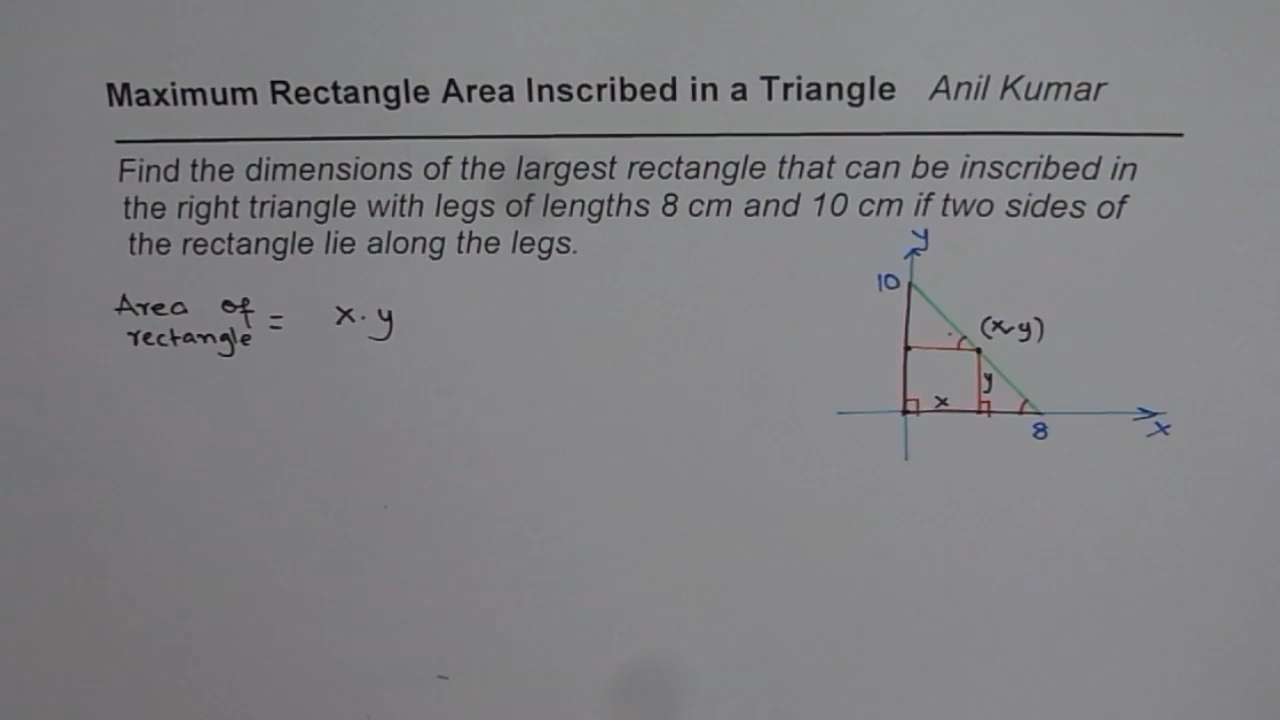 Maximum Rectangle Area Inscribed in a Triangle Anil Kumar
Find the dimensions of the largest rectangle that can be inscribed in
the right triangle with legs of lengths 8 cm and 10 cm if two sides of
the rectangle lie along the legs.
Area of
rectangle = x · y
y
10
(x,y)
y
x
8
x